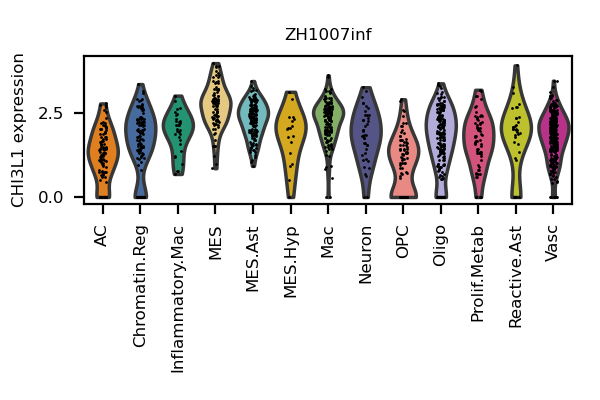 ZH1007inf
CHI3L1 expression
2.5
0.0
AC
Chromatin.Reg
Inflammatory.Mac
MES
MES.Ast
MES.Hyp
Mac
Neuron
OPC
Oligo
Prolif.Metab
Reactive.Ast
Vasc